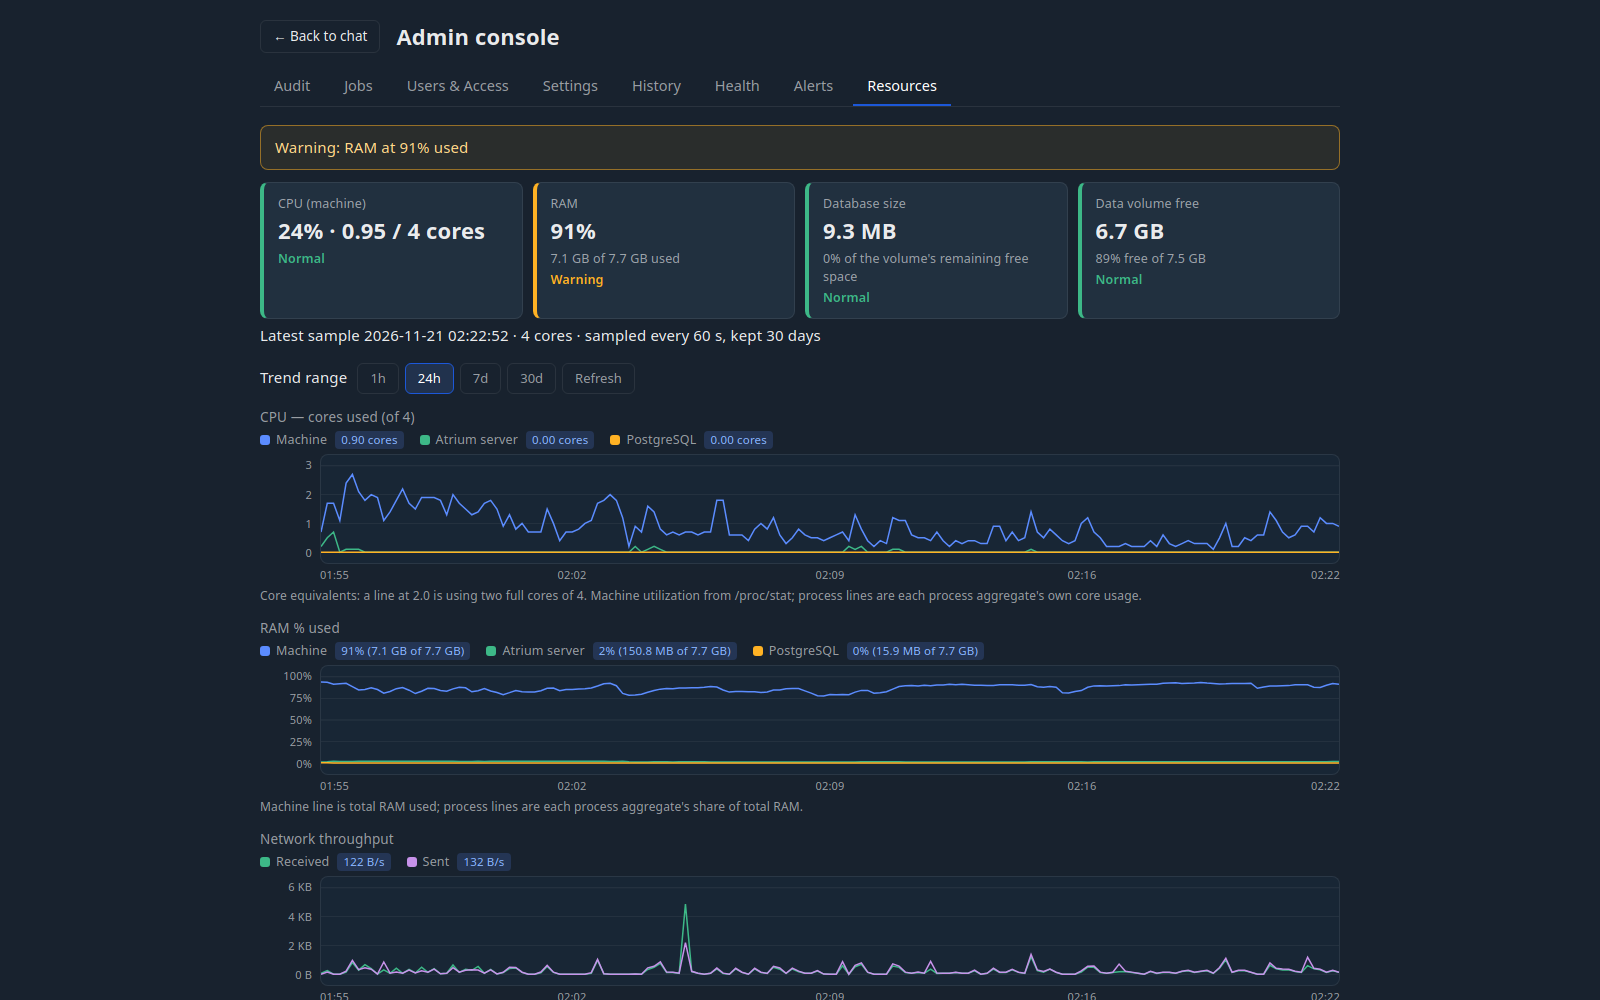 ← Back to chat
Admin console
Audit Jobs Users & Access Settings History Health Alerts Resources
Warning: RAM at 91% used
CPU (machine)
24% · 0.95 / 4 cores
Normal
RAM
91%
7.1 GB of 7.7 GB used
Warning
Database size
9.3 MB
0% of the volume's remaining free
space
Normal
Data volume free
6.7 GB
89% free of 7.5 GB
Normal
Latest sample 2026-11-21 02:22:52 · 4 cores · sampled every 60 s, kept 30 days
Trend range 1h 24h 7d 30d Refresh
CPU — cores used (of 4)
Machine 0.90 cores Atrium server 0.00 cores PostgreSQL 0.00 cores
3
2
1
0
01:55 02:02 02:09 02:16 02:22
Core equivalents: a line at 2.0 is using two full cores of 4. Machine utilization from /proc/stat; process lines are each process aggregate's own core usage.
RAM % used
Machine 91% (7.1 GB of 7.7 GB) Atrium server 2% (150.8 MB of 7.7 GB) PostgreSQL 0% (15.9 MB of 7.7 GB)
100%
75%
50%
25%
0%
01:55 02:02 02:09 02:16 02:22
Machine line is total RAM used; process lines are each process aggregate's share of total RAM.
Network throughput
Received 122 B/s Sent 132 B/s
6 KB
4 KB
2 KB
0 B
01:55 02:02 02:09 02:16 02:22